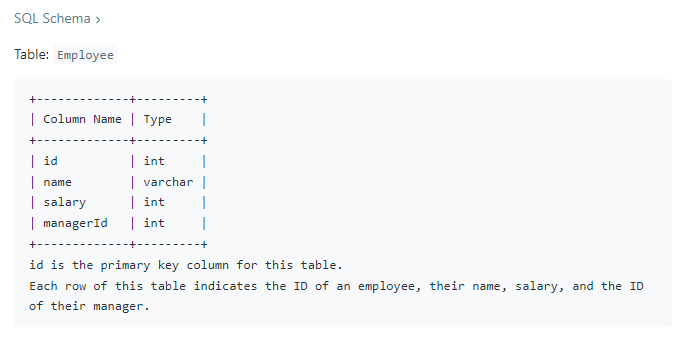 SQL Schema >
Table: Employee
+-------------+---------+
| Column Name | Type    |
+-------------+---------+
| id          | int     |
| name        | varchar |
| salary      | int     |
| managerId   | int     |
+-------------+---------+
id is the primary key column for this table.
Each row of this table indicates the ID of an employee, their name, salary, and the ID
of their manager.